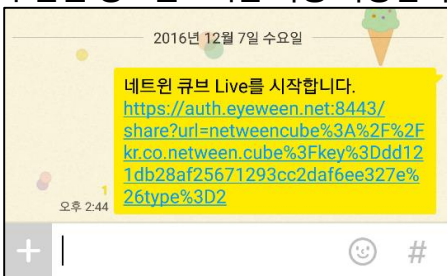 2016년 12월 7일 수요일
네트윈 큐브 Live를 시작합니다.
https://auth.eyeween.net:8443/
share?url=netweencube%3A%2F%2F
kr.co.netween.cube%3Fkey%3Ddd12
1db28af25671293cc2daf6ee327e%
26type%3D2
1
오후 2:44
+
#